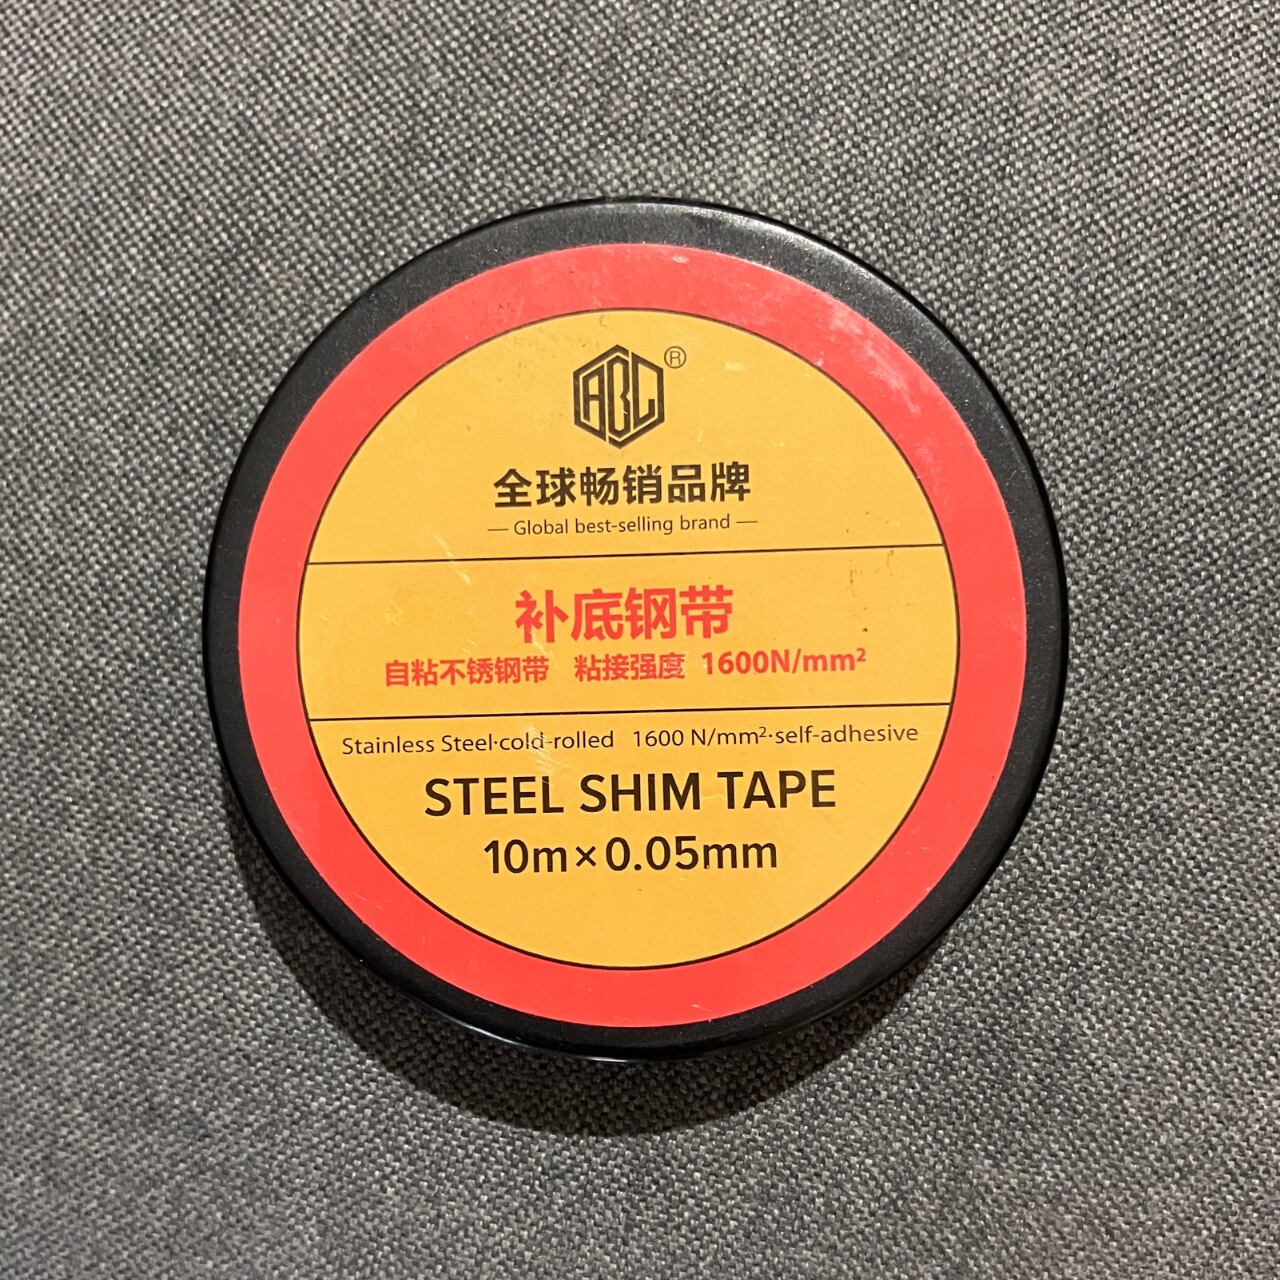 ABC®
全球畅销品牌
— Global best-selling brand —
补底钢带
自粘不锈钢带 粘接强度 1600N/mm²
Stainless Steel·cold-rolled 1600 N/mm²·self-adhesive
STEEL SHIM TAPE
10m×0.05mm